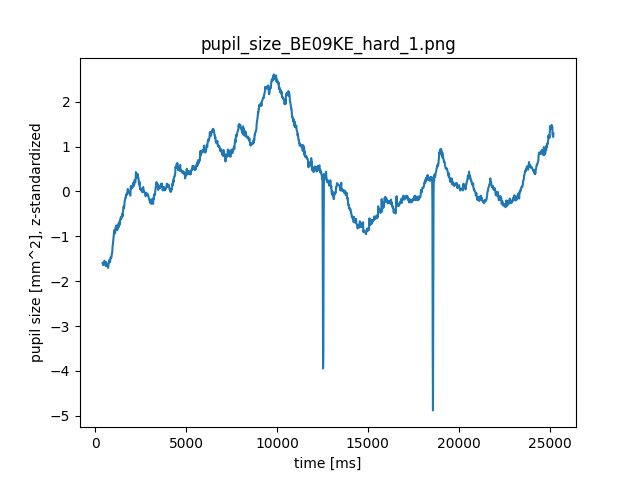 pupil_size_BE09KE_hard_1.png
pupil size [mm^2], z-standardized
2
1
0
−1
−2
−3
−4
−5
0 5000 10000 15000 20000 25000
time [ms]